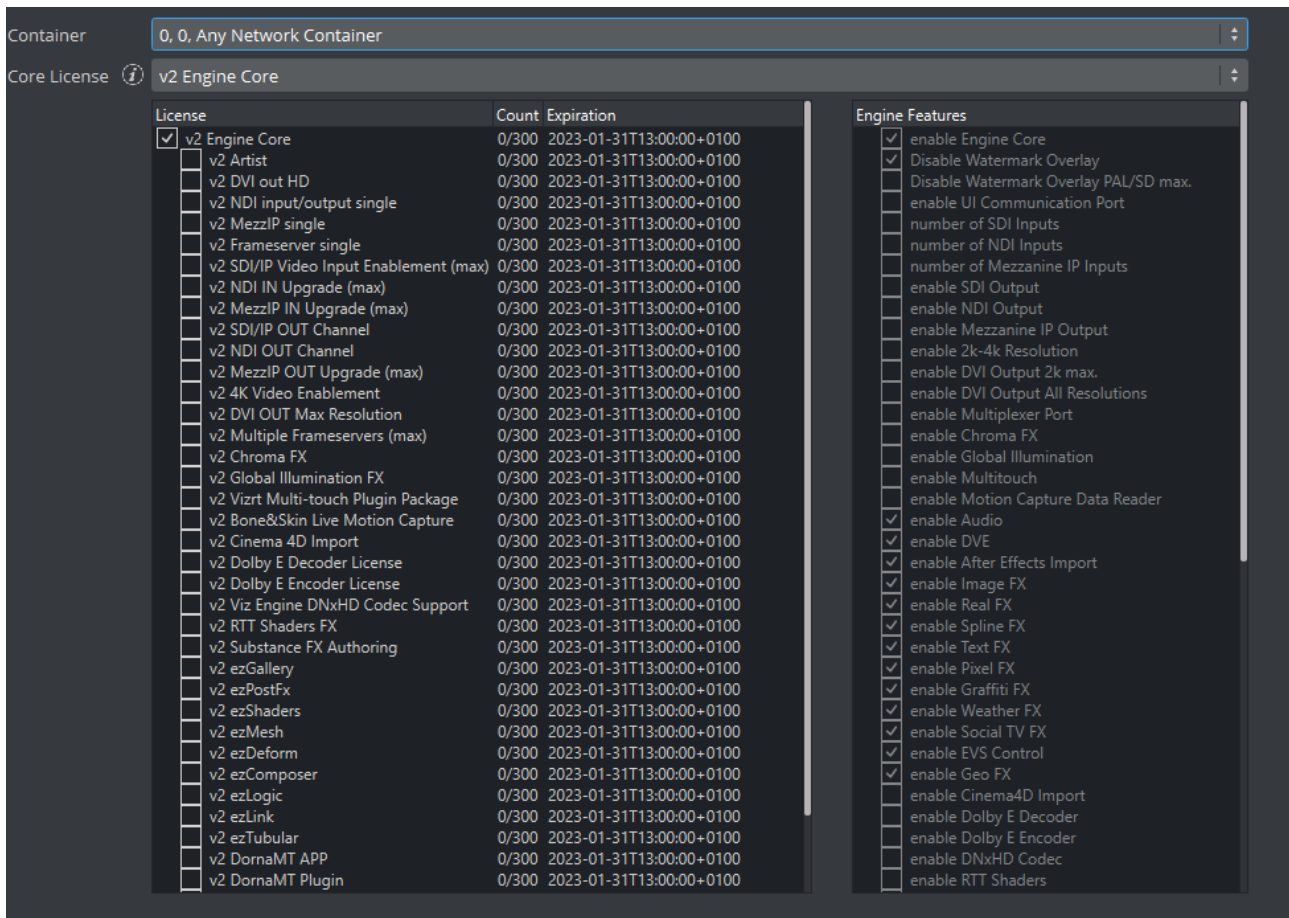 Container 0, 0, Any Network Container
Core License i v2 Engine Core
License Count Expiration Engine Features
v2 Engine Core 0/300 2023-01-31T13:00:00+0100 enable Engine Core
v2 Artist 0/300 2023-01-31T13:00:00+0100 Disable Watermark Overlay
v2 DVI out HD 0/300 2023-01-31T13:00:00+0100 Disable Watermark Overlay PAL/SD max.
v2 NDI input/output single 0/300 2023-01-31T13:00:00+0100 enable UI Communication Port
v2 MezzIP single 0/300 2023-01-31T13:00:00+0100 number of SDI Inputs
v2 Frameserver single 0/300 2023-01-31T13:00:00+0100 number of NDI Inputs
v2 SDI/IP Video Input Enablement (max) 0/300 2023-01-31T13:00:00+0100 number of Mezzanine IP Inputs
v2 NDI IN Upgrade (max) 0/300 2023-01-31T13:00:00+0100 enable SDI Output
v2 MezzIP IN Upgrade (max) 0/300 2023-01-31T13:00:00+0100 enable NDI Output
v2 SDI/IP OUT Channel 0/300 2023-01-31T13:00:00+0100 enable Mezzanine IP Output
v2 NDI OUT Channel 0/300 2023-01-31T13:00:00+0100 enable 2k-4k Resolution
v2 MezzIP OUT Upgrade (max) 0/300 2023-01-31T13:00:00+0100 enable DVI Output 2k max.
v2 4K Video Enablement 0/300 2023-01-31T13:00:00+0100 enable DVI Output All Resolutions
v2 DVI OUT Max Resolution 0/300 2023-01-31T13:00:00+0100 enable Multiplexer Port
v2 Multiple Frameservers (max) 0/300 2023-01-31T13:00:00+0100 enable Chroma FX
v2 Chroma FX 0/300 2023-01-31T13:00:00+0100 enable Global Illumination
v2 Global Illumination FX 0/300 2023-01-31T13:00:00+0100 enable Multitouch
v2 Vizrt Multi-touch Plugin Package 0/300 2023-01-31T13:00:00+0100 enable Motion Capture Data Reader
v2 Bone&Skin Live Motion Capture 0/300 2023-01-31T13:00:00+0100 enable Audio
v2 Cinema 4D Import 0/300 2023-01-31T13:00:00+0100 enable DVE
v2 Dolby E Decoder License 0/300 2023-01-31T13:00:00+0100 enable After Effects Import
v2 Dolby E Encoder License 0/300 2023-01-31T13:00:00+0100 enable Image FX
v2 Viz Engine DNxHD Codec Support 0/300 2023-01-31T13:00:00+0100 enable Real FX
v2 RTT Shaders FX 0/300 2023-01-31T13:00:00+0100 enable Spline FX
v2 Substance FX Authoring 0/300 2023-01-31T13:00:00+0100 enable Text FX
v2 ezGallery 0/300 2023-01-31T13:00:00+0100 enable Pixel FX
v2 ezPostFx 0/300 2023-01-31T13:00:00+0100 enable Graffiti FX
v2 ezShaders 0/300 2023-01-31T13:00:00+0100 enable Weather FX
v2 ezMesh 0/300 2023-01-31T13:00:00+0100 enable Social TV FX
v2 ezDeform 0/300 2023-01-31T13:00:00+0100 enable EVS Control
v2 ezComposer 0/300 2023-01-31T13:00:00+0100 enable Geo FX
v2 ezLogic 0/300 2023-01-31T13:00:00+0100 enable Cinema4D Import
v2 ezLink 0/300 2023-01-31T13:00:00+0100 enable Dolby E Decoder
v2 ezTubular 0/300 2023-01-31T13:00:00+0100 enable Dolby E Encoder
v2 DornaMT APP 0/300 2023-01-31T13:00:00+0100 enable DNxHD Codec
v2 DornaMT Plugin 0/300 2023-01-31T13:00:00+0100 enable RTT Shaders